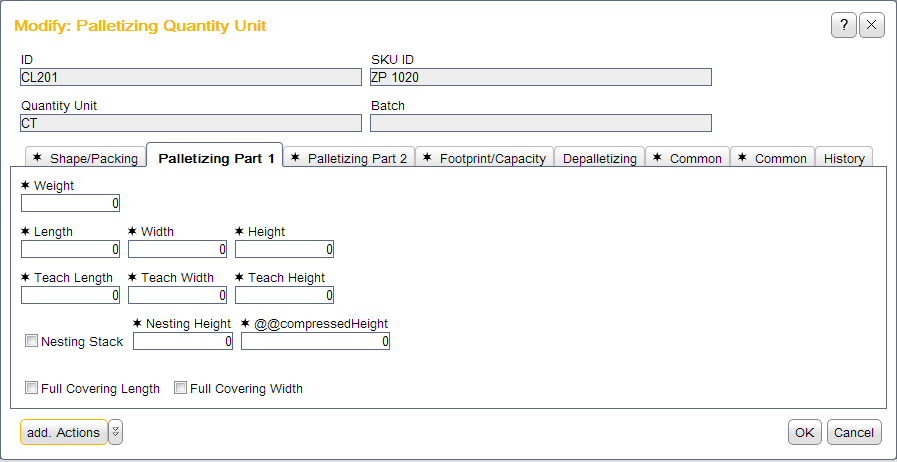 Modify: Palletizing Quantity Unit
?
ID SKU ID
CL201 ZP 1020
Quantity Unit Batch
CT
Shape/Packing Palletizing Part 1 Palletizing Part 2 Footprint/Capacity Depalletizing Common Common History
Weight
0
Length Width Height
0 0 0
Teach Length Teach Width Teach Height
0 0 0
Nesting Height @@compressedHeight
Nesting Stack 0 0
Full Covering Length Full Covering Width
add. Actions OK Cancel